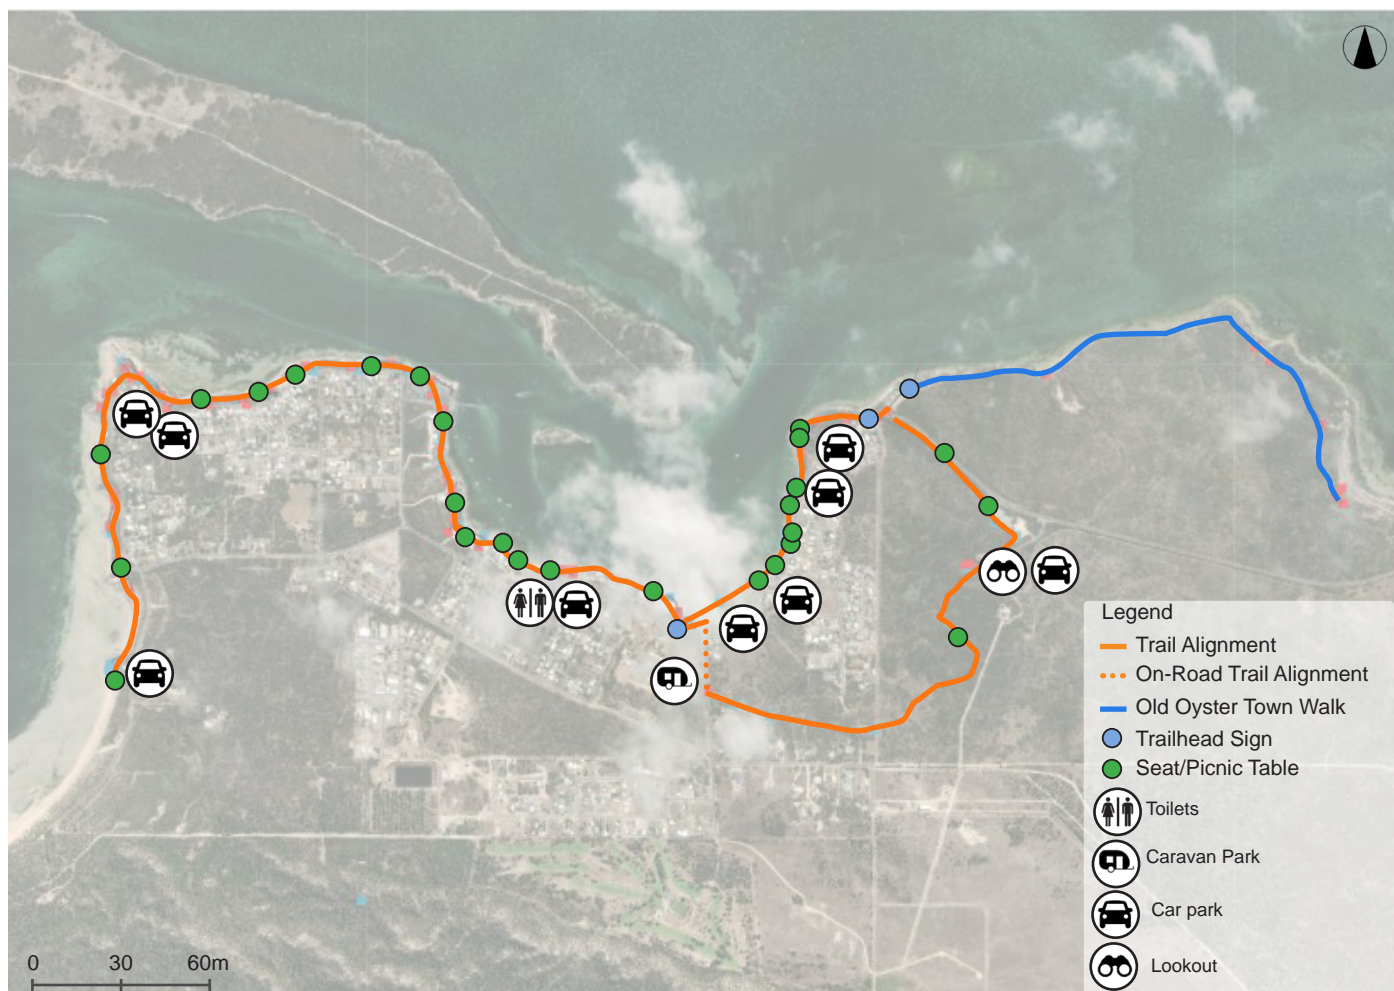 Legend
Trail Alignment
On-Road Trail Alignment
Old Oyster Town Walk
Trailhead Sign
Seat/Picnic Table
Toilets
Caravan Park
Car park
Lookout
0 30 60m